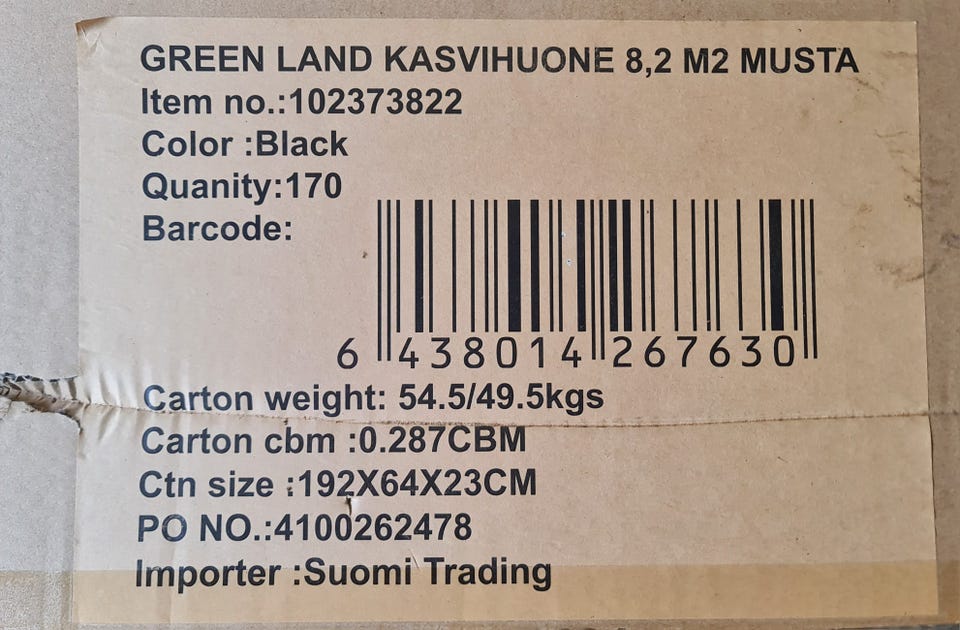 GREEN LAND KASVIHUONE 8,2 M2 MUSTA
Item no.:102373822
Color :Black
Quanity:170
Barcode:
6 438014 267630
Carton weight: 54.5/49.5kgs
Carton cbm :0.287CBM
Ctn size :192X64X23CM
PO NO.:4100262478
Importer :Suomi Trading